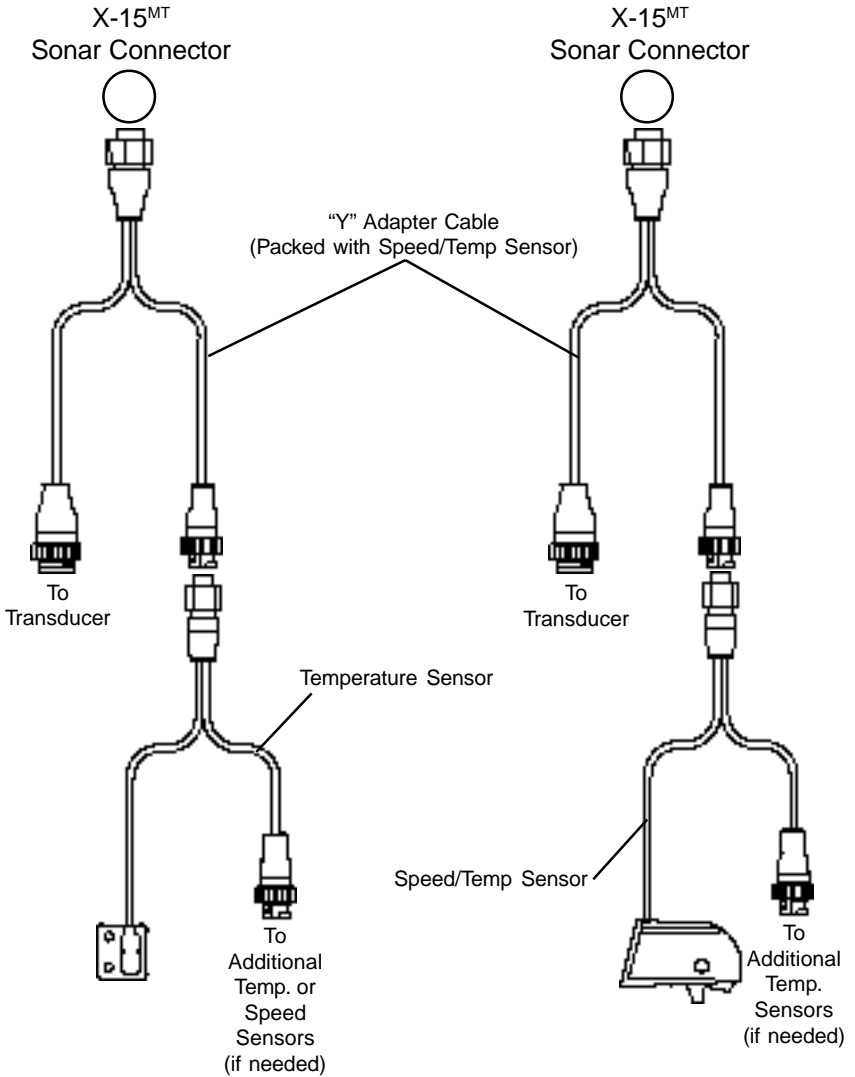 X-15MT
Sonar Connector
X-15MT
Sonar Connector
“Y” Adapter Cable
(Packed with Speed/Temp Sensor)
To
Transducer
To
Transducer
Temperature Sensor
Speed/Temp Sensor
To
Additional
Temp. or
Speed
Sensors
(if needed)
To
Additional
Temp.
Sensors
(if needed)